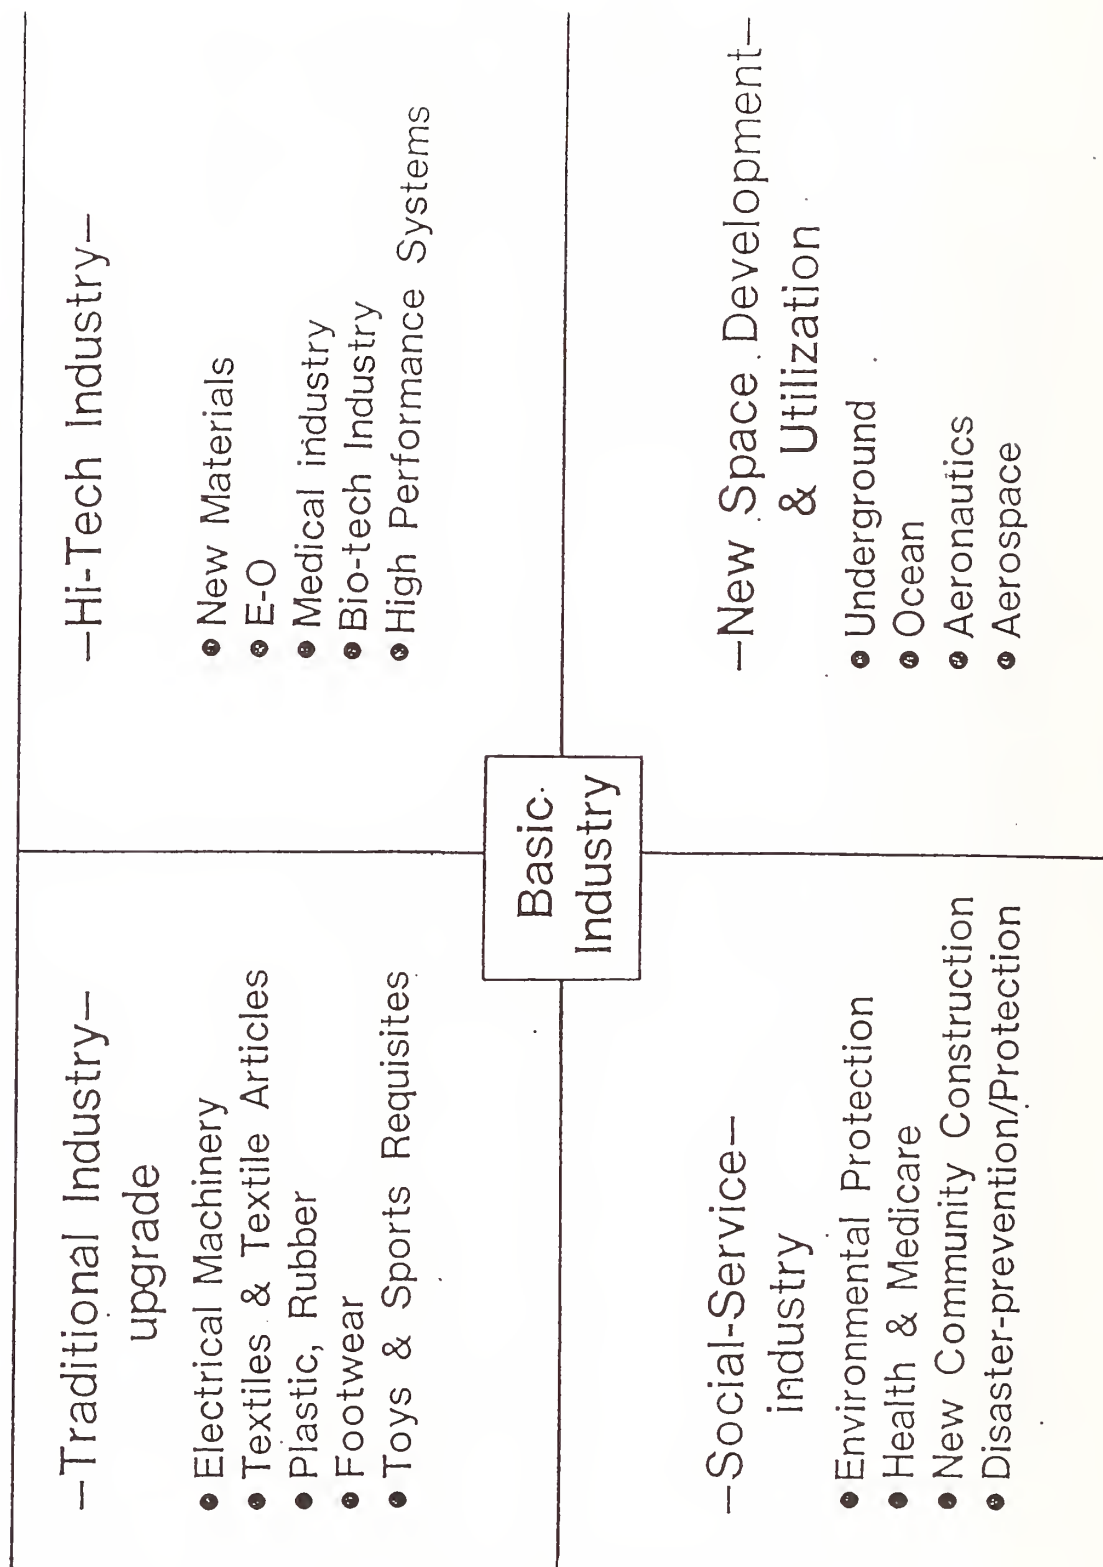 —Traditional Industry—
upgrade
● Electrical Machinery
● Textiles & Textile Articles
● Plastic, Rubber
● Footwear
● Toys & Sports Requisites
—Hi-Tech Industry—
● New Materials
● E-O
● Medical industry
● Bio-tech Industry
● High Performance Systems
Basic
Industry
—Social-Service—
industry
● Environmental Protection
● Health & Medicare
● New Community Construction
● Disaster-prevention/Protection
—New Space Development—
& Utilization
● Underground
● Ocean
● Aeronautics
● Aerospace